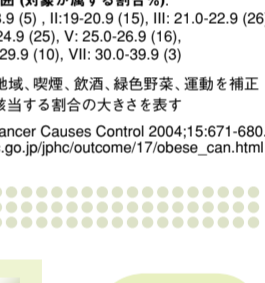 囲 (対象が属する割合%):
.9 (5) , II:19-20.9 (15), III: 21.0-22.9 (26)
24.9 (25), V: 25.0-26.9 (16),
29.9 (10), VII: 30.0-39.9 (3)
地域、喫煙、飲酒、緑色野菜、運動を補正
該当する割合の大きさを表す
ancer Causes Control 2004;15:671-680.
c.go.jp/jphc/outcome/17/obese_can.html